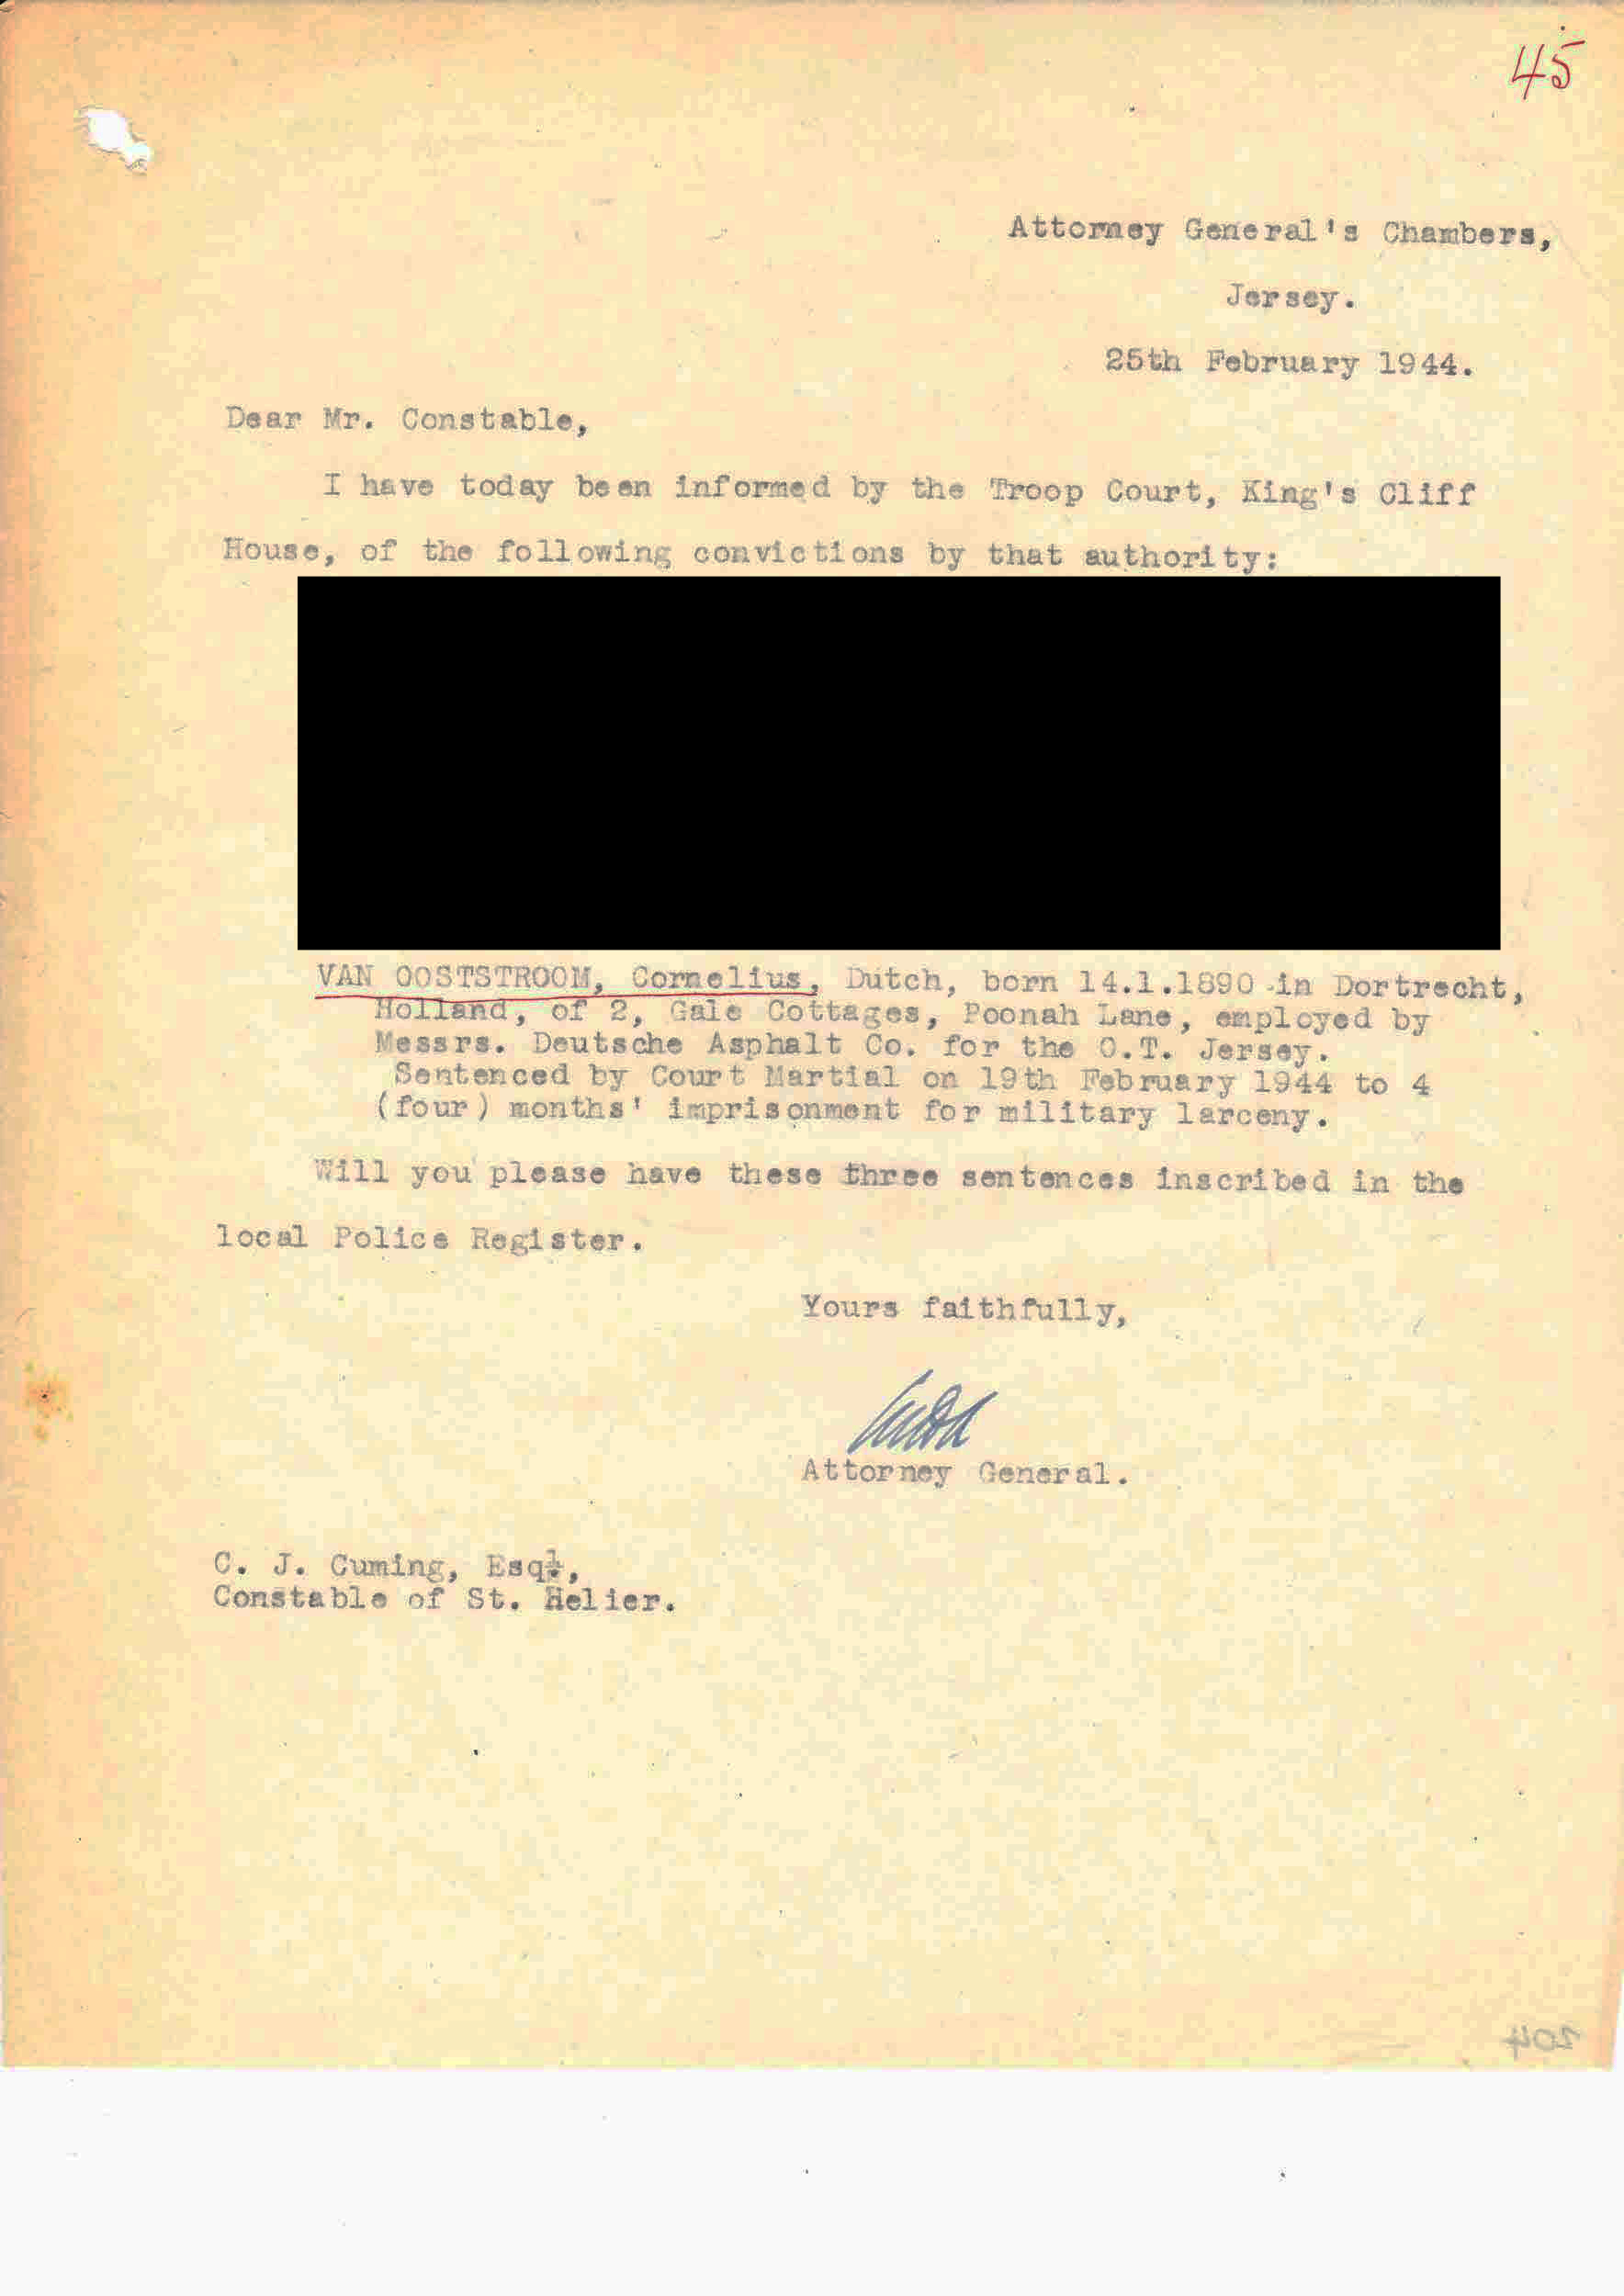 45
Attorney General's Chambers,
Jersey.
25th February 1944.
Dear Mr. Constable,
I have today been informed by the Troop Court, King's Cliff
House, of the following convictions by that authority:
VAN OOSTSTROOM, Cornelius, Dutch, born 14.1.1890 in Dortrecht,
Holland, of 2, Gale Cottages, Poonah Lane, employed by
Messrs. Deutsche Asphalt Co. for the O.T. Jersey.
Sentenced by Court Martial on 19th February 1944 to 4
(four) months' imprisonment for military larceny.
Will you please have these three sentences inscribed in the
local Police Register.
Yours faithfully,
Attorney General.
C. J. Cuming, Esq.,
Constable of St. Helier.
204